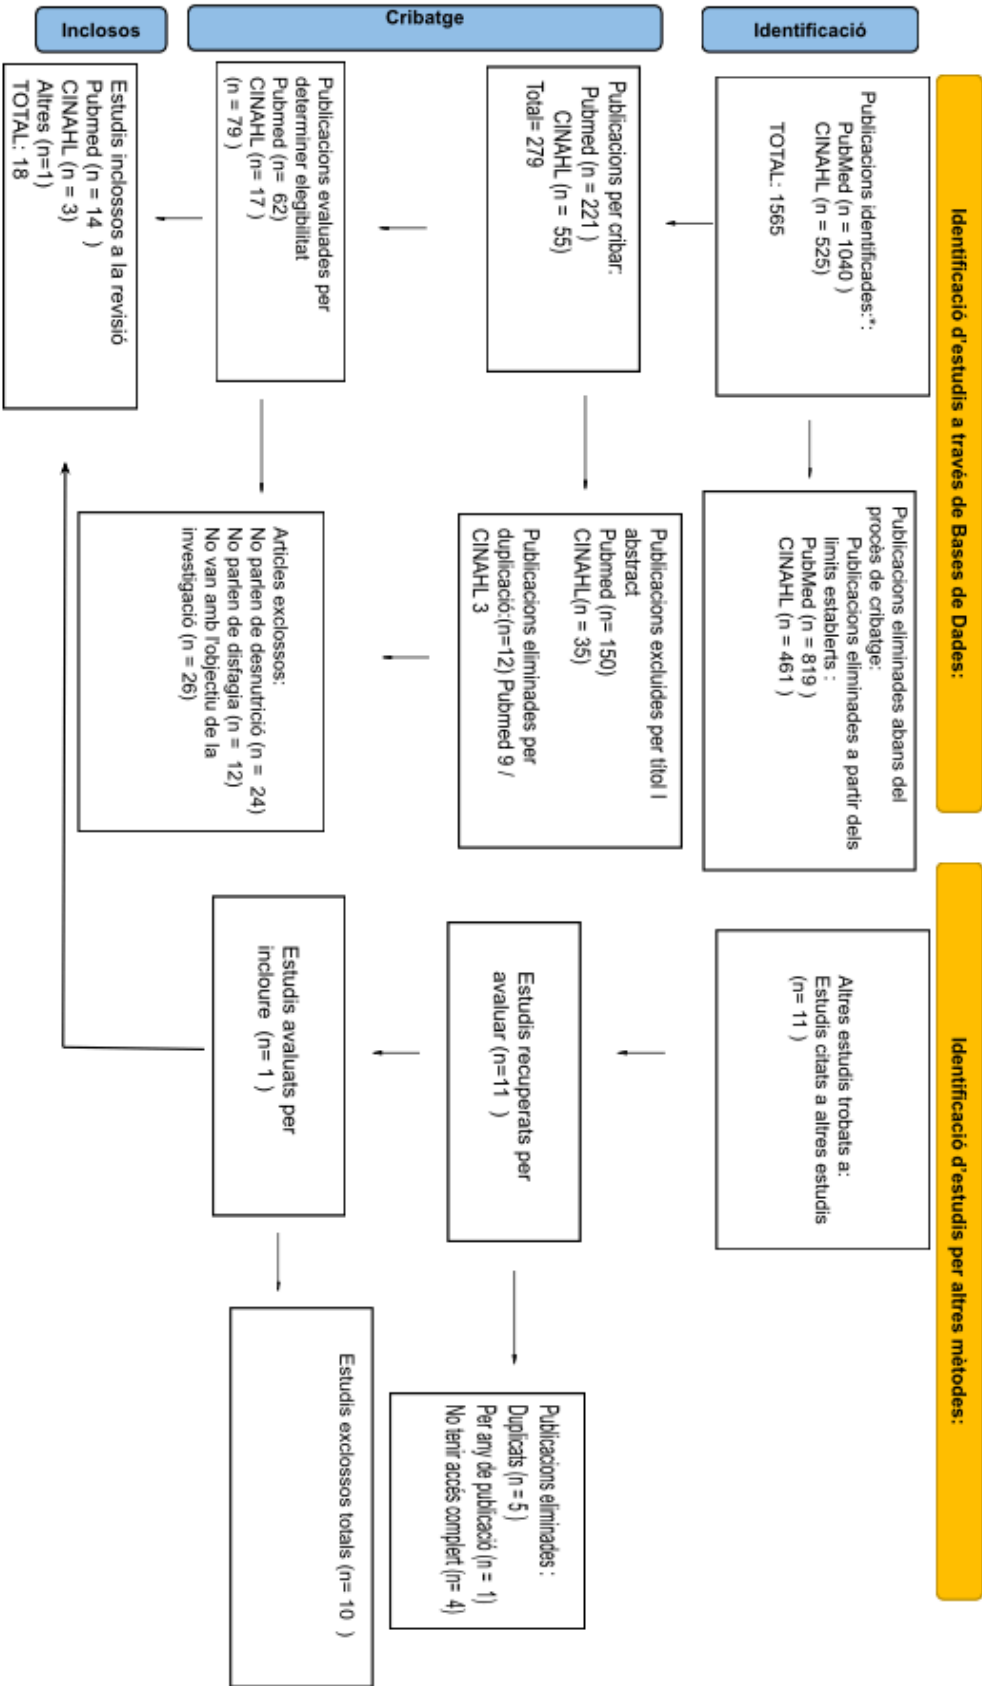 Identificació d'estudis a través de Bases de Dades:
Identificació d'estudis per altres mètodes:
Identificació
Publicacions identificades:*:
PubMed (n = 1040 )
CINAHL (n = 525)
TOTAL: 1565
Publicacions eliminades abans del
procès de cribatge:
Publicacions eliminades a partir dels
limits establerts :
PubMed (n = 819 )
CINAHL (n = 461 )
Altres estudis trobats a:
Estudis citats a altres estudis
(n= 11 )
Cribatge
Publicacions per cribar:
Pubmed (n = 221 )
CINAHL (n = 55)
Total= 279
Publicacions excluides per titol I
abstract
Pubmed (n= 150)
CINAHL(n = 35)
Publicacions eliminades per
duplicació:(n=12) Pubmed 9 /
CINAHL 3
Estudis recuperats per
avaluar (n=11 )
Publicacions eliminades :
Duplicats (n = 5 )
Per any de publicació (n = 1)
No tenir accés complert (n= 4)
Publicacions evaluades per
determiner elegibilitat
Pubmed (n= 62)
CINAHL (n= 17 )
(n = 79 )
Articles exclossos:
No parlen de desnutrició (n = 24)
No parlen de disfagia (n = 12)
No van amb l'objectiu de la
investigació (n = 26)
Estudis avaluats per
incloure (n= 1 )
Estudis exclossos totals (n= 10 )
Inclosos
Estudis inclossos a la revisió
Pubmed (n = 14 )
CINAHL (n = 3)
Altres (n=1)
TOTAL: 18